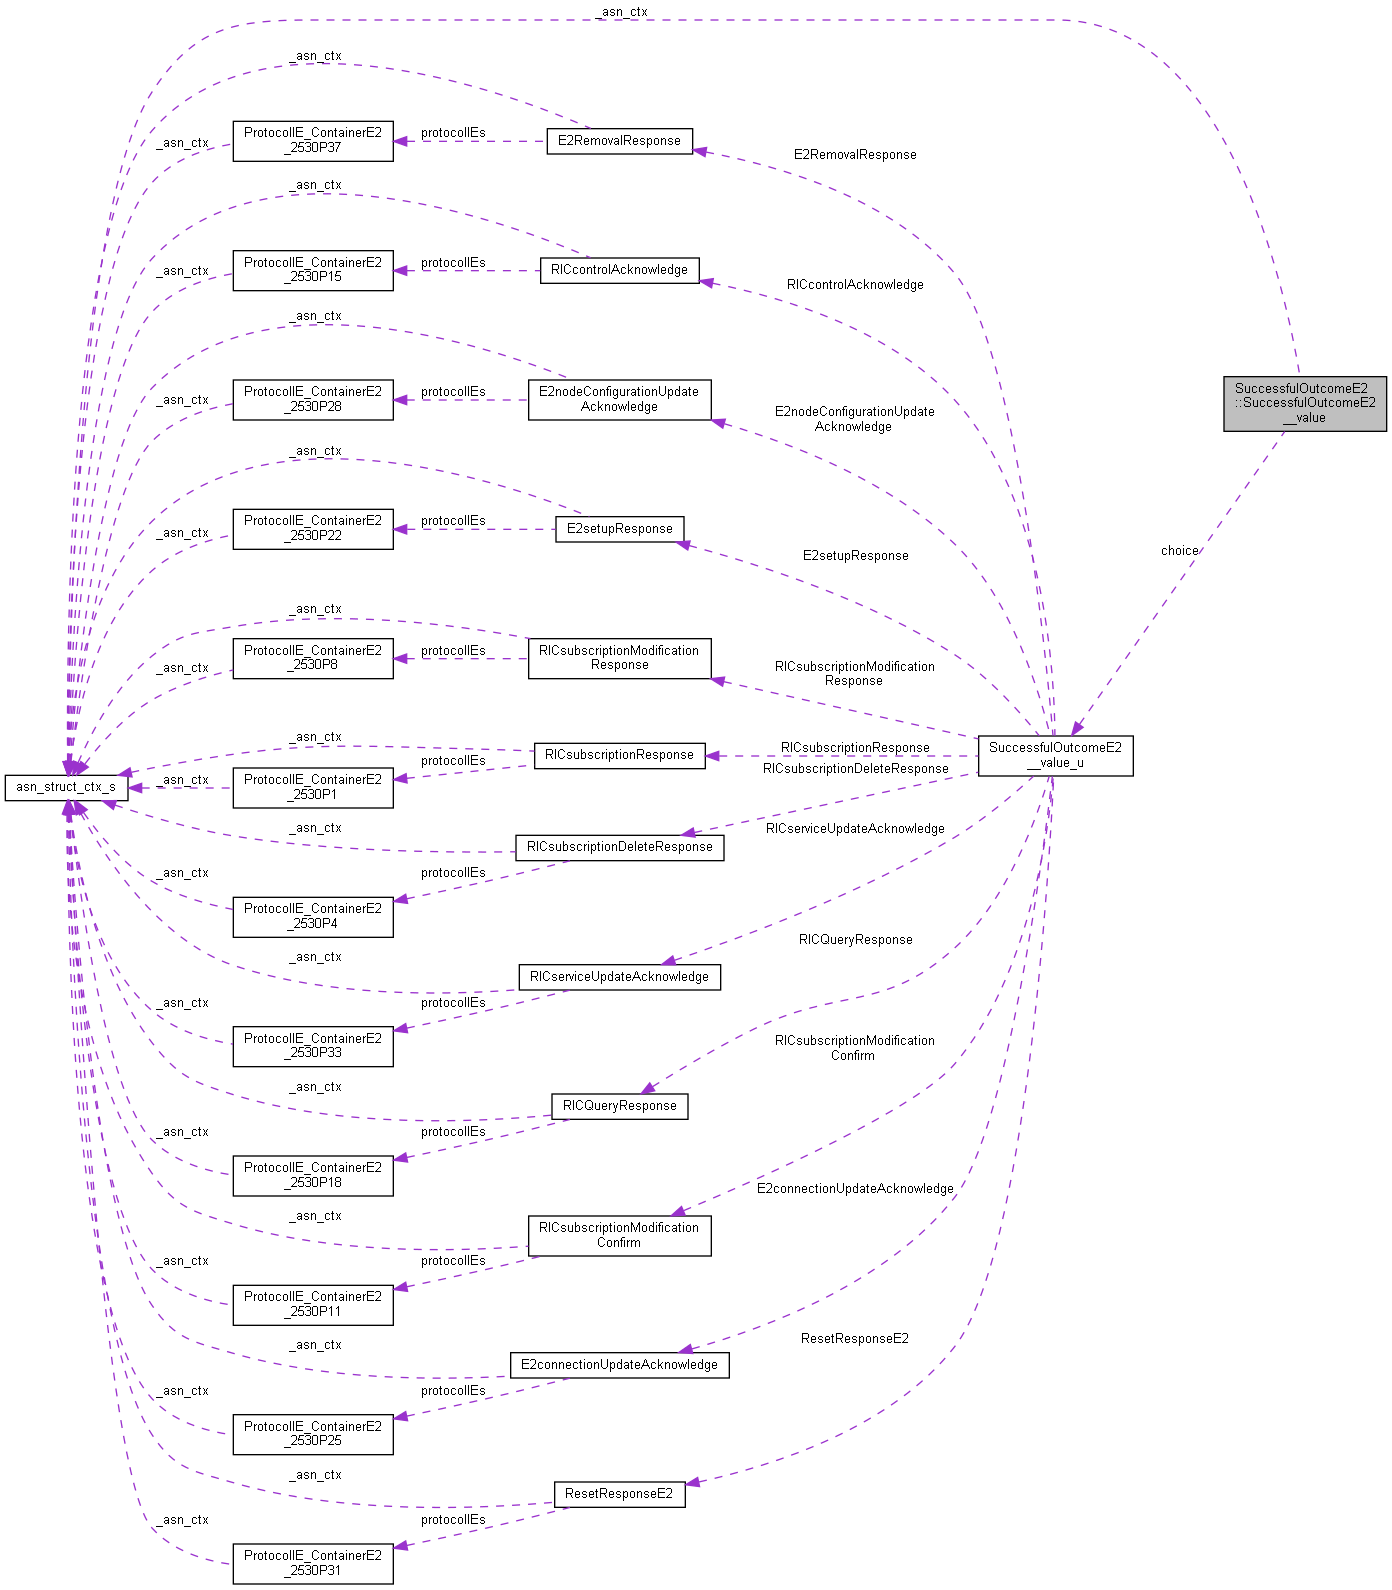 _asn_ctx
_asn_ctx
ProtocolIE_ContainerE2
_2530P37
_asn_ctx
protocolIEs
E2RemovalResponse
E2RemovalResponse
_asn_ctx
ProtocolIE_ContainerE2
_2530P15
_asn_ctx
protocolIEs
RICcontrolAcknowledge
RICcontrolAcknowledge
_asn_ctx
ProtocolIE_ContainerE2
_2530P28
_asn_ctx
protocolIEs
E2nodeConfigurationUpdate
Acknowledge
E2nodeConfigurationUpdate
Acknowledge
SuccessfulOutcomeE2
::SuccessfulOutcomeE2
__value
_asn_ctx
ProtocolIE_ContainerE2
_2530P22
_asn_ctx
protocolIEs
E2setupResponse
E2setupResponse
choice
_asn_ctx
ProtocolIE_ContainerE2
_2530P8
_asn_ctx
protocolIEs
RICsubscriptionModification
Response
RICsubscriptionModification
Response
_asn_ctx
RICsubscriptionResponse
RICsubscriptionResponse
SuccessfulOutcomeE2
__value_u
asn_struct_ctx_s
_asn_ctx
ProtocolIE_ContainerE2
_2530P1
protocolIEs
RICsubscriptionDeleteResponse
_asn_ctx
RICsubscriptionDeleteResponse
RICserviceUpdateAcknowledge
_asn_ctx
protocolIEs
ProtocolIE_ContainerE2
_2530P4
RICQueryResponse
_asn_ctx
RICserviceUpdateAcknowledge
_asn_ctx
protocolIEs
ProtocolIE_ContainerE2
_2530P33
RICsubscriptionModification
Confirm
_asn_ctx
RICQueryResponse
_asn_ctx
protocolIEs
ProtocolIE_ContainerE2
_2530P18
E2connectionUpdateAcknowledge
_asn_ctx
RICsubscriptionModification
Confirm
_asn_ctx
protocolIEs
ProtocolIE_ContainerE2
_2530P11
ResetResponseE2
_asn_ctx
E2connectionUpdateAcknowledge
_asn_ctx
protocolIEs
ProtocolIE_ContainerE2
_2530P25
_asn_ctx
ResetResponseE2
_asn_ctx
protocolIEs
ProtocolIE_ContainerE2
_2530P31